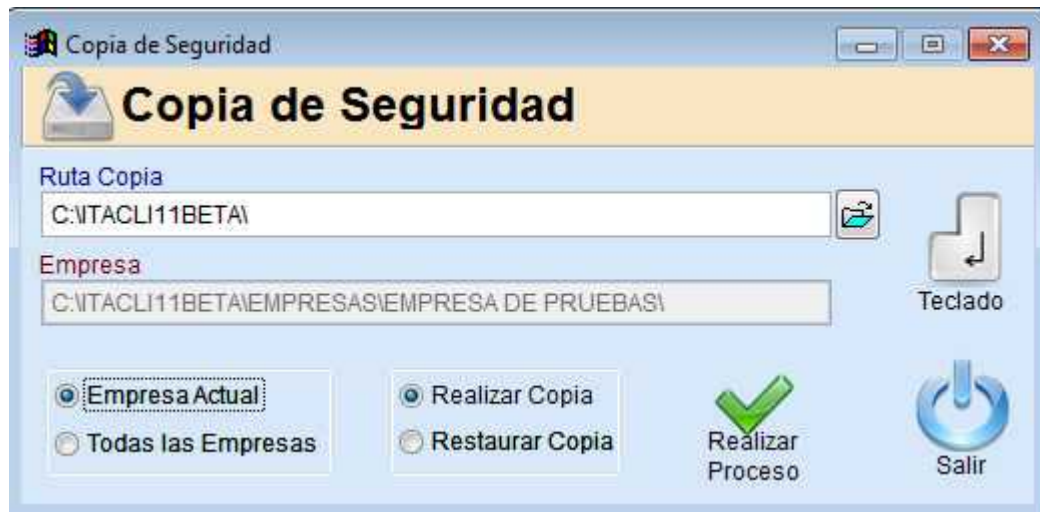 Copia de Seguridad
Copia de Seguridad
Ruta Copia
C:\ITACLI11BETA\
Empresa
C:\ITACLI11BETA\EMPRESAS\EMPRESA DE PRUEBAS\
Teclado
Empresa Actual
Todas las Empresas
Realizar Copia
Restaurar Copia
Realizar
Proceso
Salir